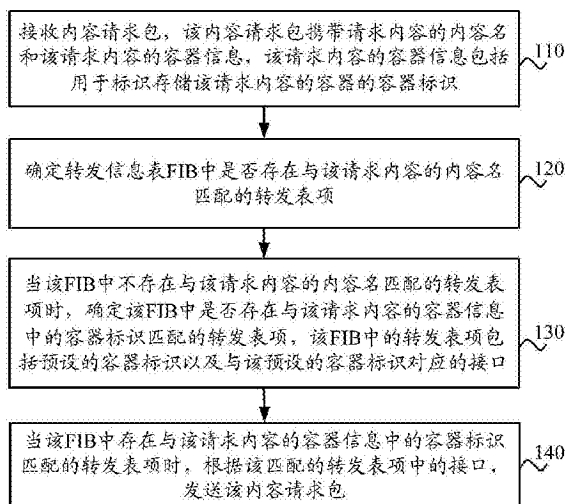 接收内容请求包，该内容请求包携带请求内容的内容名
和该请求内容的容器信息，该请求内容的容器信息包括
用于标识存储该请求内容的容器的容器标识
110
确定转发信息表FIB中是否存在与该请求内容的内容名
匹配的转发表项
120
当该FIB中不存在与该请求内容的内容名匹配的转发表
项时，确定该FIB中是否存在与该请求内容的容器信息
中的容器标识匹配的转发表项，该FIB中的转发表项包
括预设的容器标识以及与该预设的容器标识对应的接口
130
当该FIB中存在与该请求内容的容器信息中的容器标识
匹配的转发表项时，根据该匹配的转发表项中的接口，
发送该内容请求包
140